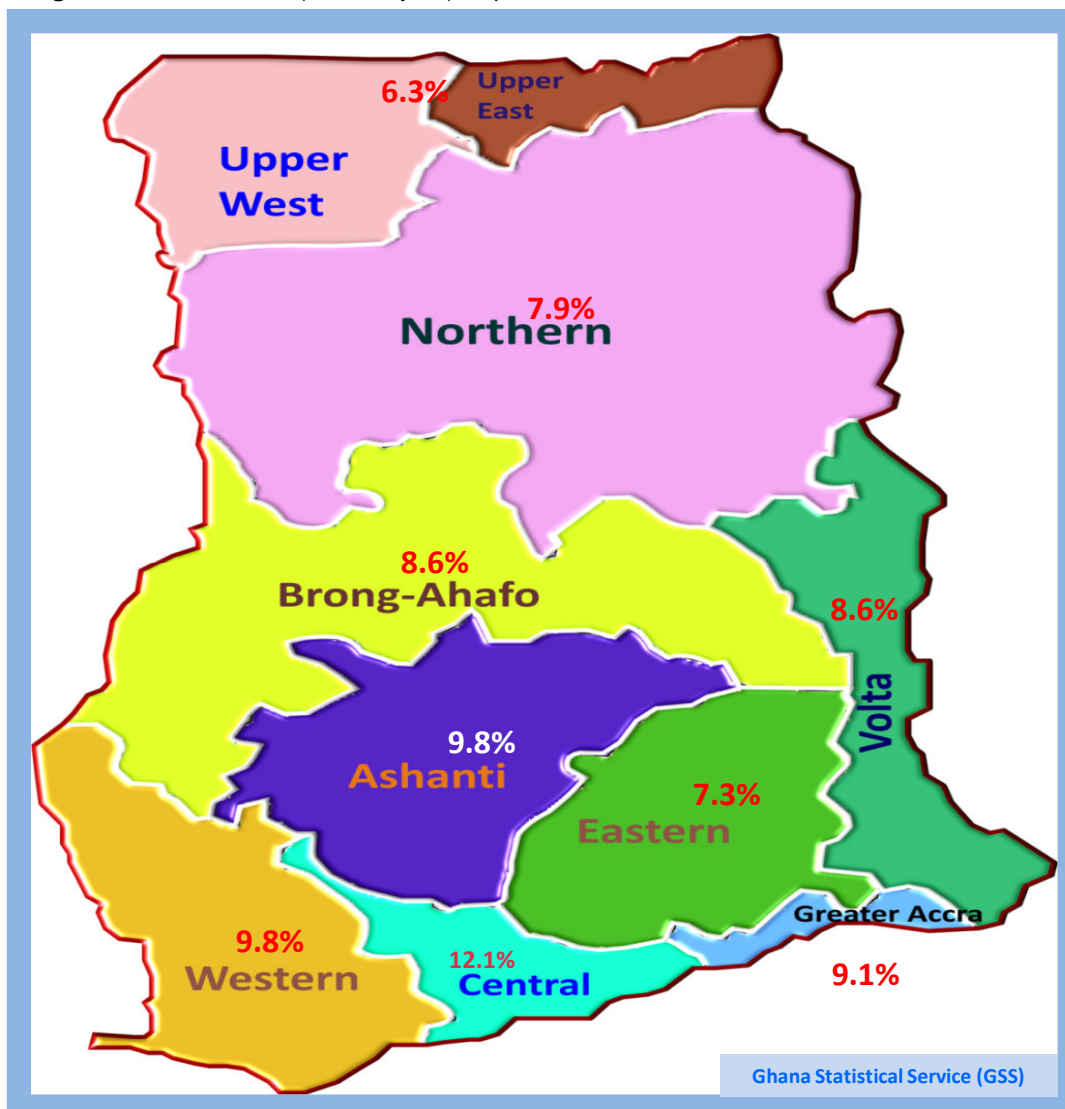 6.3%
Upper
East
Upper
West
7.9%
Northern
8.6%
Brong-Ahafo
8.6%
Volta
9.8%
Ashanti
7.3%
Eastern
Greater Accra
9.8%
Western
12.1%
Central
9.1%
Ghana Statistical Service (GSS)